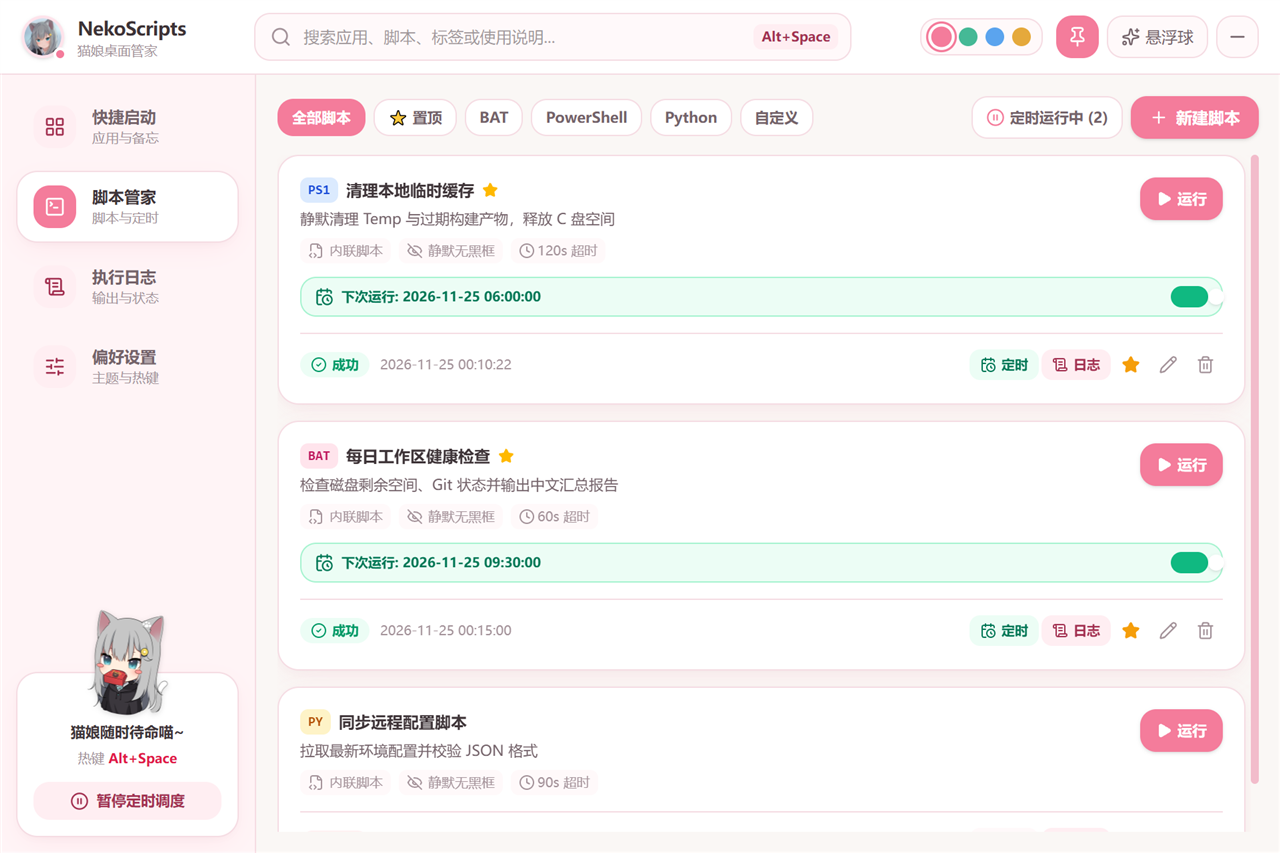 NekoScripts
猫娘桌面管家
搜索应用、脚本、标签或使用说明...
Alt+Space
悬浮球
快捷启动
应用与备忘
脚本管家
脚本与定时
执行日志
输出与状态
偏好设置
主题与热键
猫娘随时待命喵~
热键 Alt+Space
暂停定时调度
全部脚本
置顶
BAT
PowerShell
Python
自定义
定时运行中 (2)
新建脚本
PS1 清理本地临时缓存
运行
静默清理 Temp 与过期构建产物，释放 C 盘空间
内联脚本 静默无黑框 120s 超时
下次运行: 2026-11-25 06:00:00
成功 2026-11-25 00:10:22 定时 日志
BAT 每日工作区健康检查
运行
检查磁盘剩余空间、Git 状态并输出中文汇总报告
内联脚本 静默无黑框 60s 超时
下次运行: 2026-11-25 09:30:00
成功 2026-11-25 00:15:00 定时 日志
PY 同步远程配置脚本
运行
拉取最新环境配置并校验 JSON 格式
内联脚本 静默无黑框 90s 超时